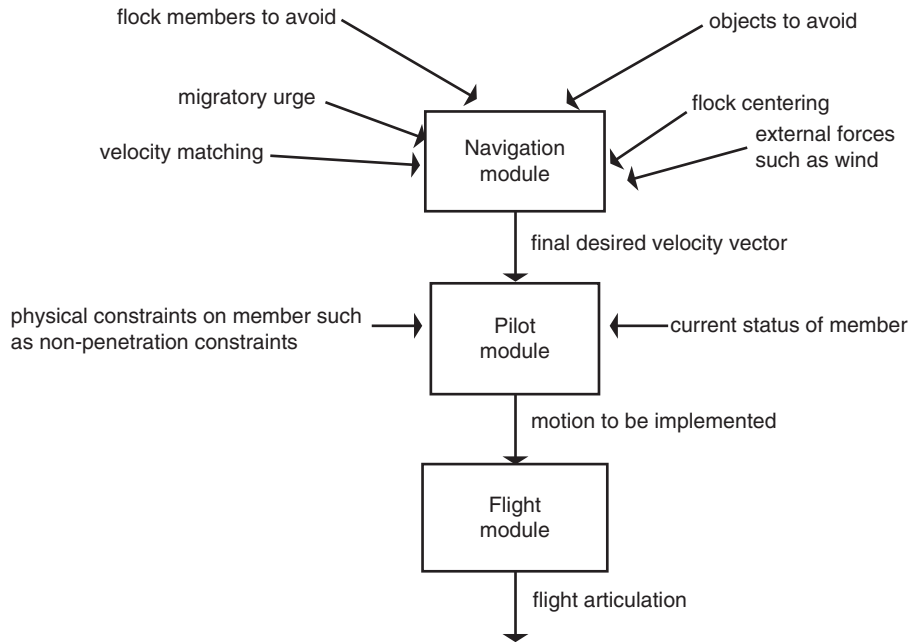 flock members to avoid
objects to avoid
migratory urge
flock centering
velocity matching
external forces
such as wind
Navigation
module
final desired velocity vector
physical constraints on member such
as non-penetration constraints
Pilot
module
current status of member
motion to be implemented
Flight
module
flight articulation